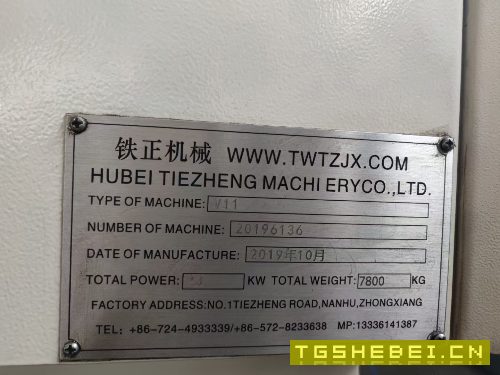 铁正机械 WWW.TWTZJX.COM
HUBEI TIEZHENG MACHI ERYCO.,LTD.
TYPE OF MACHINE: V11
NUMBER OF MACHINE: 20196136
DATE OF MANUFACTURE: 2019年10月
TOTAL POWER: KW TOTAL WEIGHT: 7800 KG
FACTORY ADDRESS:NO.1TIEZHENG ROAD,NANHU,ZHONGXIANG
TEL: +86-724-4933339/+86-572-8233638 MP:13336141387
TGSHEBEI.CN